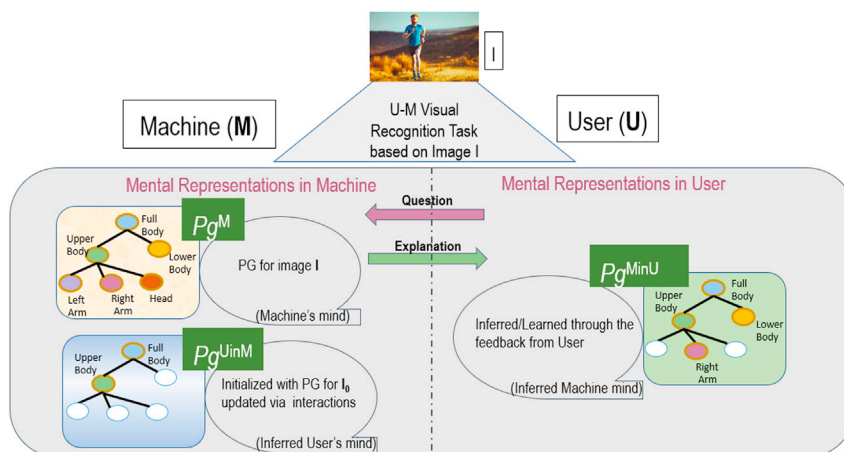 I
U-M Visual
Recognition Task
based on Image I
Machine (M)
User (U)
Mental Representations in Machine
Mental Representations in User
Question
Explanation
Pg^M
Full
Body
Upper
Body
Lower
Body
Left
Arm
Right
Arm
Head
PG for image I
(Machine's mind)
Pg^UinM
Full
Body
Upper
Body
Initialized with PG for I₀
updated via interactions
(Inferred User's mind)
Pg^MinU
Full
Body
Upper
Body
Lower
Body
Right
Arm
Inferred/Learned through the
feedback from User
(Inferred Machine mind)